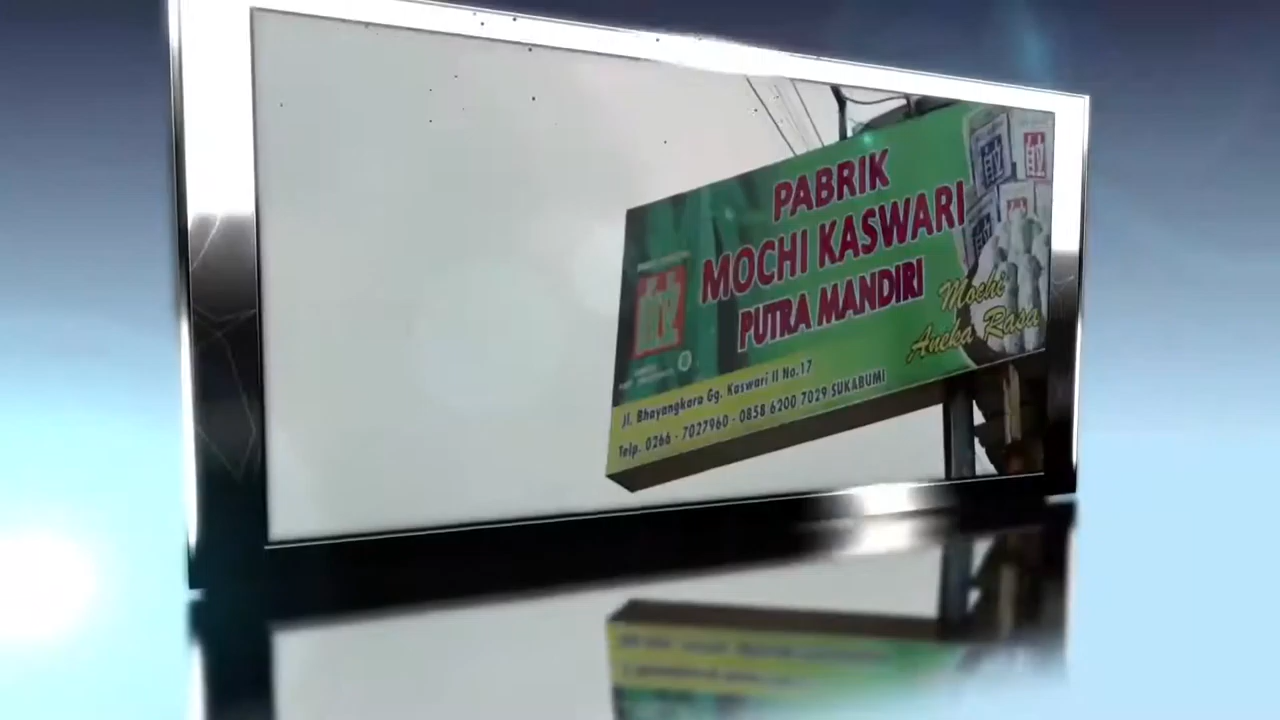 PABRIK
MOCHI KASWARI
PUTRA MANDIRI
Mochi
Aneka Rasa
Jl. Bhayangkara Gg. Kaswari II No.17
Telp. 0266 - 7027960 - 0858 6200 7029 SUKABUMI